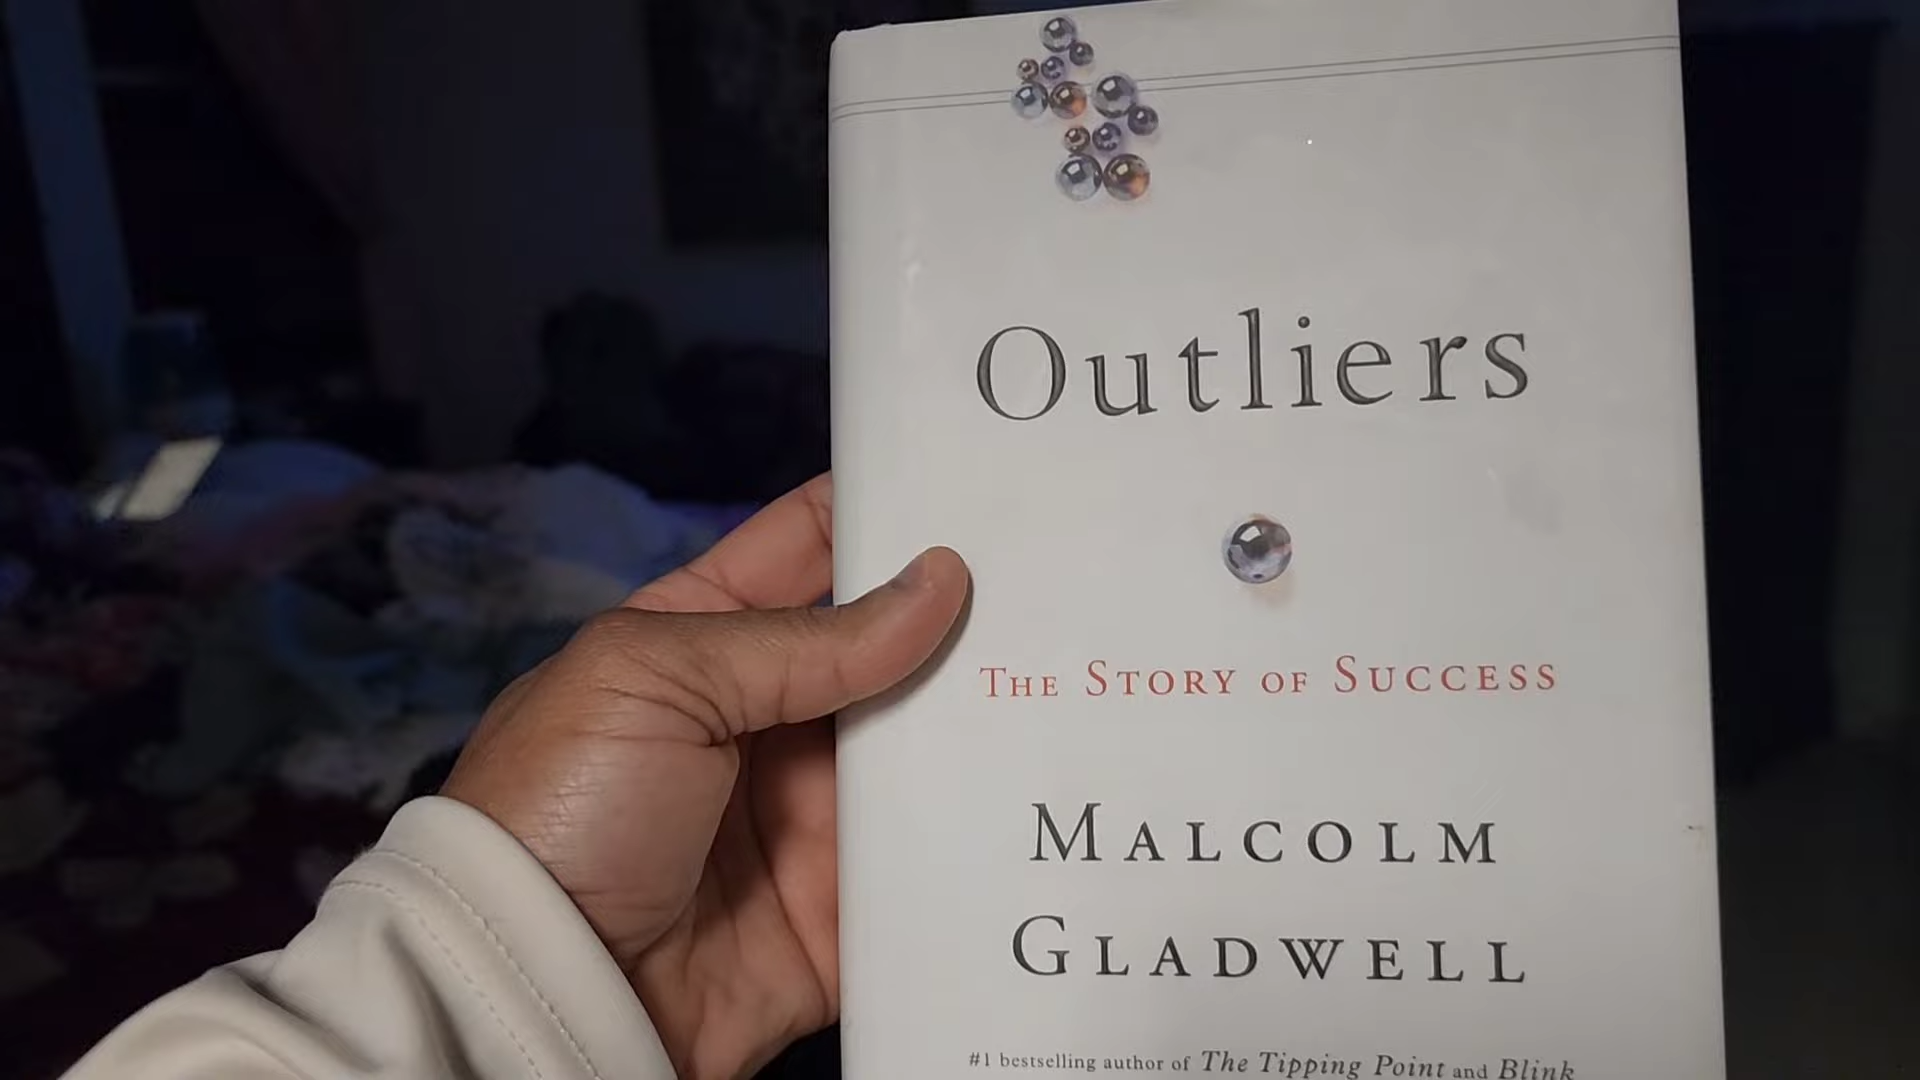 Outliers
THE STORY OF SUCCESS
MALCOLM
GLADWELL
#1 bestselling author of The Tipping Point and Blink